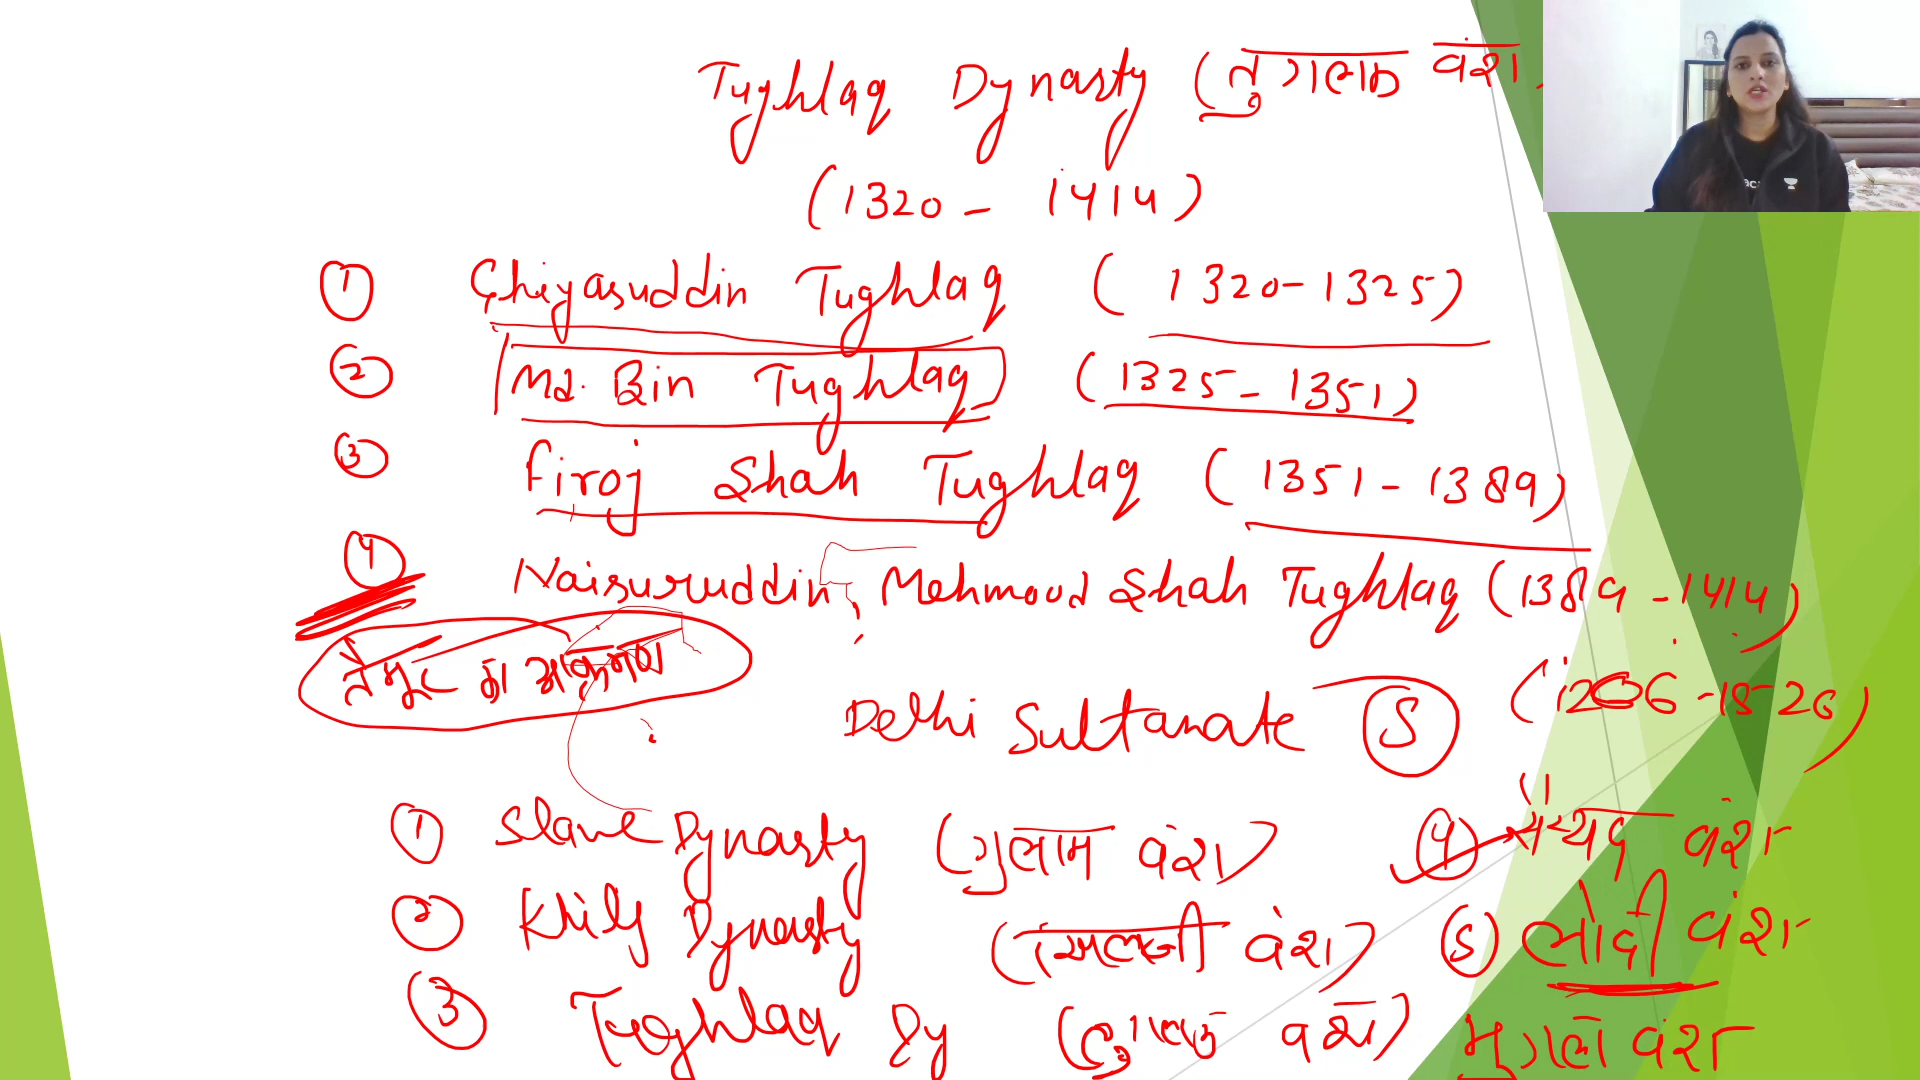 Tughlaq Dynasty (तुगलक वंश)
(1320 - 1414)
① Ghiyasuddin Tughlaq (1320-1325)
② Md. Bin Tughlaq (1325 - 1351)
③ Firoj Shah Tughlaq (1351 - 1389)
④ Naisururuddin, Mehmood Shah Tughlaq (1389 - 1414)
तैमूर का आक्रमण
Delhi Sultanate ⑤ (1206 - 1526)
① Slave Dynasty (गुलाम वंश)
④ सैय्यद वंश
② Khilji Dynasty (खिलजी वंश)
⑤ लोदी वंश
③ Tughlaq Dy (तुगलक वंश)
मुगल वंश